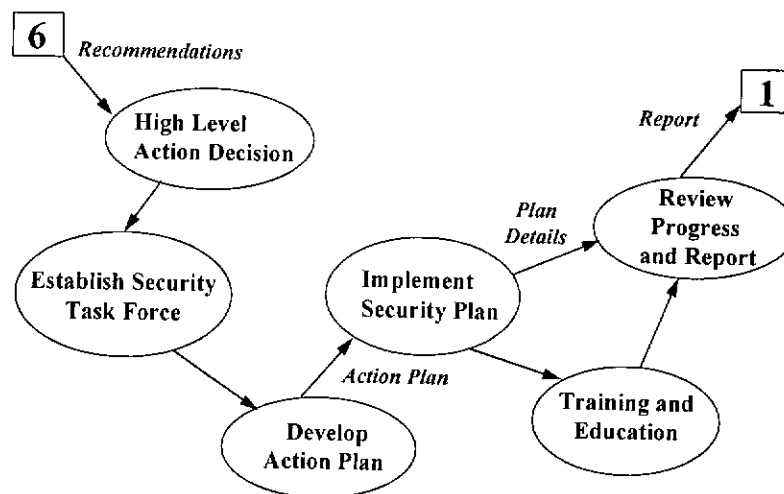 6
Recommendations
High Level
Action Decision
Establish Security
Task Force
Develop
Action Plan
Action Plan
Implement
Security Plan
Plan
Details
Training and
Education
Review
Progress
and Report
Report
1